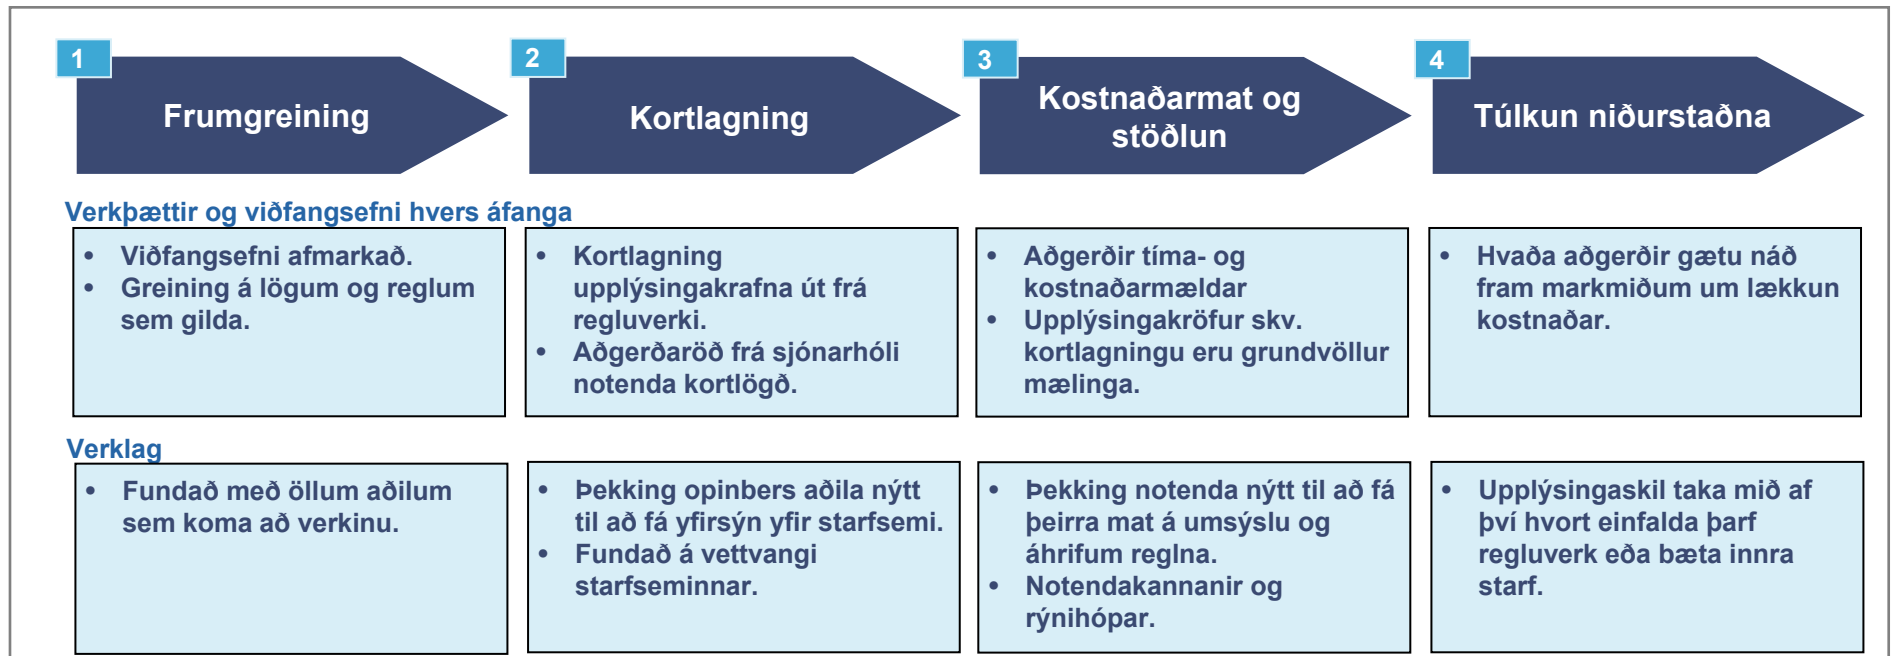 1
Frumgreining
2
Kortlagning
3
Kostnaðarmat og
stöðlun
4
Túlkun niðurstaðna
Verkþættir og viðfangsefni hvers áfanga
• Viðfangsefni afmarkað.
• Greining á lögum og reglum
sem gilda.
• Kortlagning
upplýsingakrafna út frá
regluverki.
• Aðgerðaröð frá sjónarhóli
notenda kortlögð.
• Aðgerðir tíma- og
kostnaðarmældar
• Upplýsingakröfur skv.
kortlagningu eru grundvöllur
mælinga.
• Hvaða aðgerðir gætu náð
fram markmiðum um lækkun
kostnaðar.
Verklag
• Fundað með öllum aðilum
sem koma að verkinu.
• Þekking opinbers aðila nýtt
til að fá yfirsýn yfir starfsemi.
• Fundað á vettvangi
starfseminnar.
• Þekking notenda nýtt til að fá
þeirra mat á umsýslu og
áhrifum reglna.
• Notendakannanir og
rýnihópar.
• Upplýsingaskil taka mið af
því hvort einfalda þarf
regluverk eða bæta innra
starf.